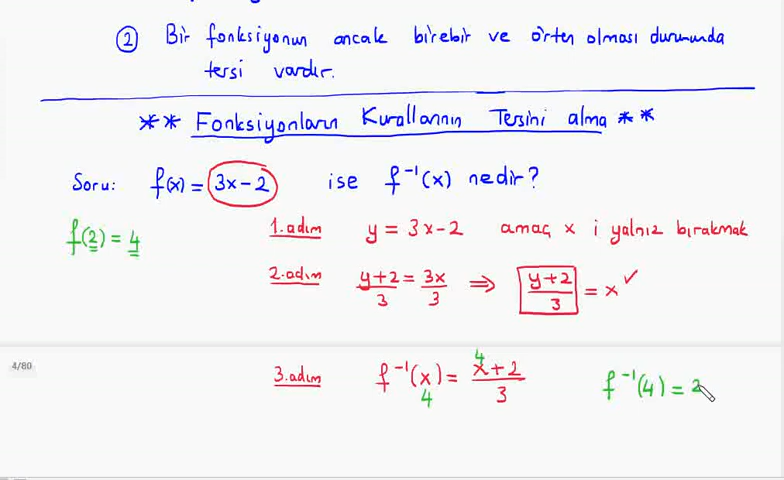 ② Bir fonksiyonun ancak birebir ve örten olması durumunda
tersi vardır.
** Fonksiyonların Kurallarının Tersini alma **
Soru: f(x) = 3x-2 ise f⁻¹(x) nedir?
f(2) = 4
1.adım y = 3x-2 amaç x i yalnız bırakmak
2.adım (y+2)/3 = 3x/3 ⇒ (y+2)/3 = x ✓
4/80
3.adım f⁻¹(x) = (x+2)/3 f⁻¹(4) = 2
4 4